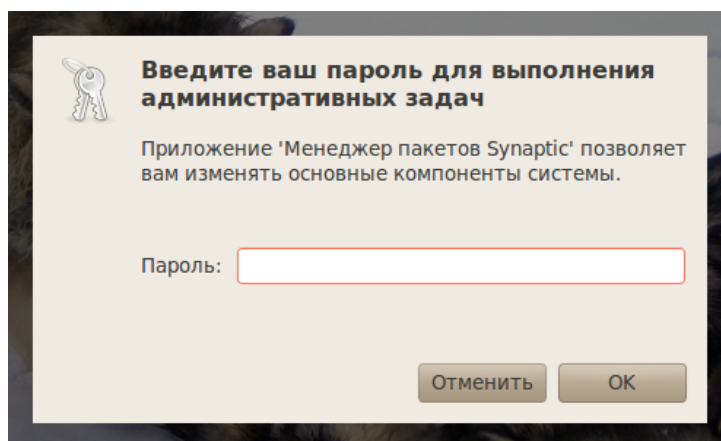 Введите ваш пароль для выполнения
административных задач
Приложение 'Менеджер пакетов Synaptic' позволяет
вам изменять основные компоненты системы.
Пароль:
Отменить
OK